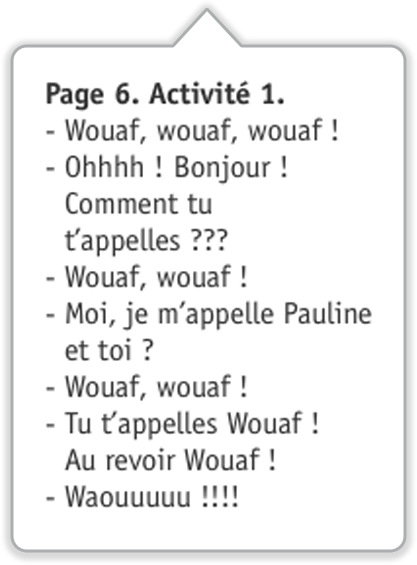 Page 6. Activité 1.
- Wouaf, wouaf, wouaf !
- Ohhhh ! Bonjour !
Comment tu
t’appelles ???
- Wouaf, wouaf !
- Moi, je m’appelle Pauline
et toi ?
- Wouaf, wouaf !
- Tu t’appelles Wouaf !
Au revoir Wouaf !
- Waouuuuu !!!!